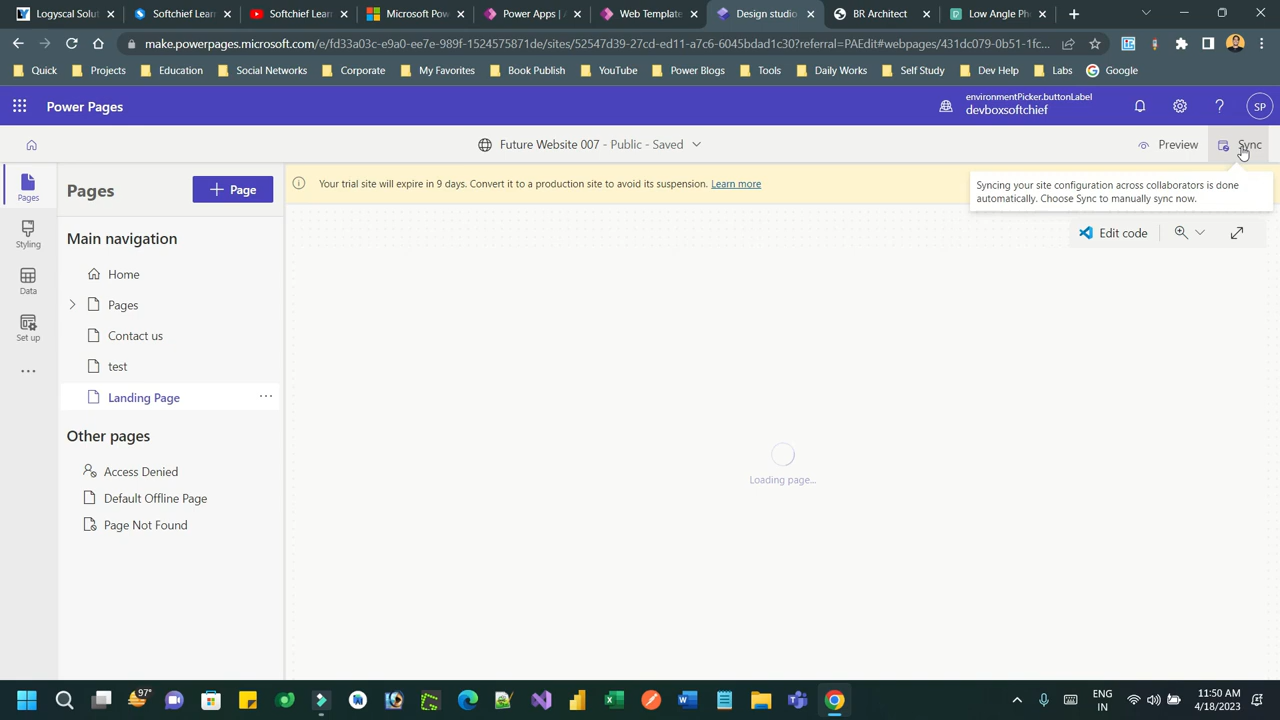 Logyscal Solut
Softchief Lear
Softchief Lear
Microsoft Pow
Power Apps | A
Web Template
Design studio
BR Architect
Low Angle Ph
make.powerpages.microsoft.com/e/fd33a03c-e9a0-ee7e-989f-1524575871de/sites/52547d39-27cd-ed11-a7c6-6045bdad1c30?referral=PAEdit#webpages/431dc079-0b51-1fc...
Quick
Projects
Education
Social Networks
Corporate
My Favorites
Book Publish
YouTube
Power Blogs
Tools
Daily Works
Self Study
Dev Help
Labs
Google
Power Pages
environmentPicker.buttonLabel
devboxsoftchief
SP
Future Website 007 - Public - Saved
Preview
Sync
Pages
Styling
Data
Set up
Pages
Page
Main navigation
Home
Pages
Contact us
test
Landing Page
Other pages
Access Denied
Default Offline Page
Page Not Found
Your trial site will expire in 9 days. Convert it to a production site to avoid its suspension. Learn more
Syncing your site configuration across collaborators is done
automatically. Choose Sync to manually sync now.
Edit code
Loading page...
97°
ENG
IN
11:50 AM
4/18/2023